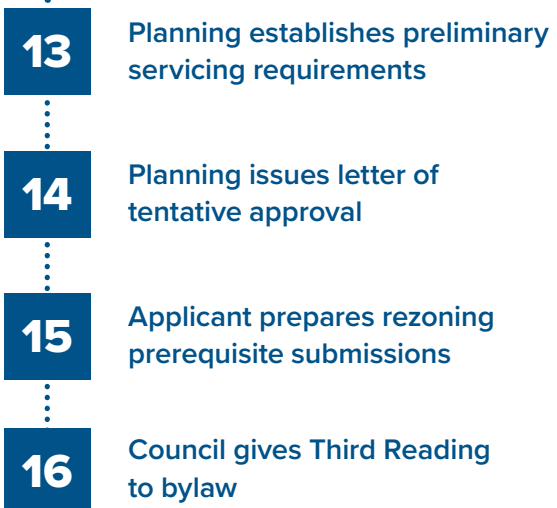 13
Planning establishes preliminary
servicing requirements
14
Planning issues letter of
tentative approval
15
Applicant prepares rezoning
prerequisite submissions
16
Council gives Third Reading
to bylaw